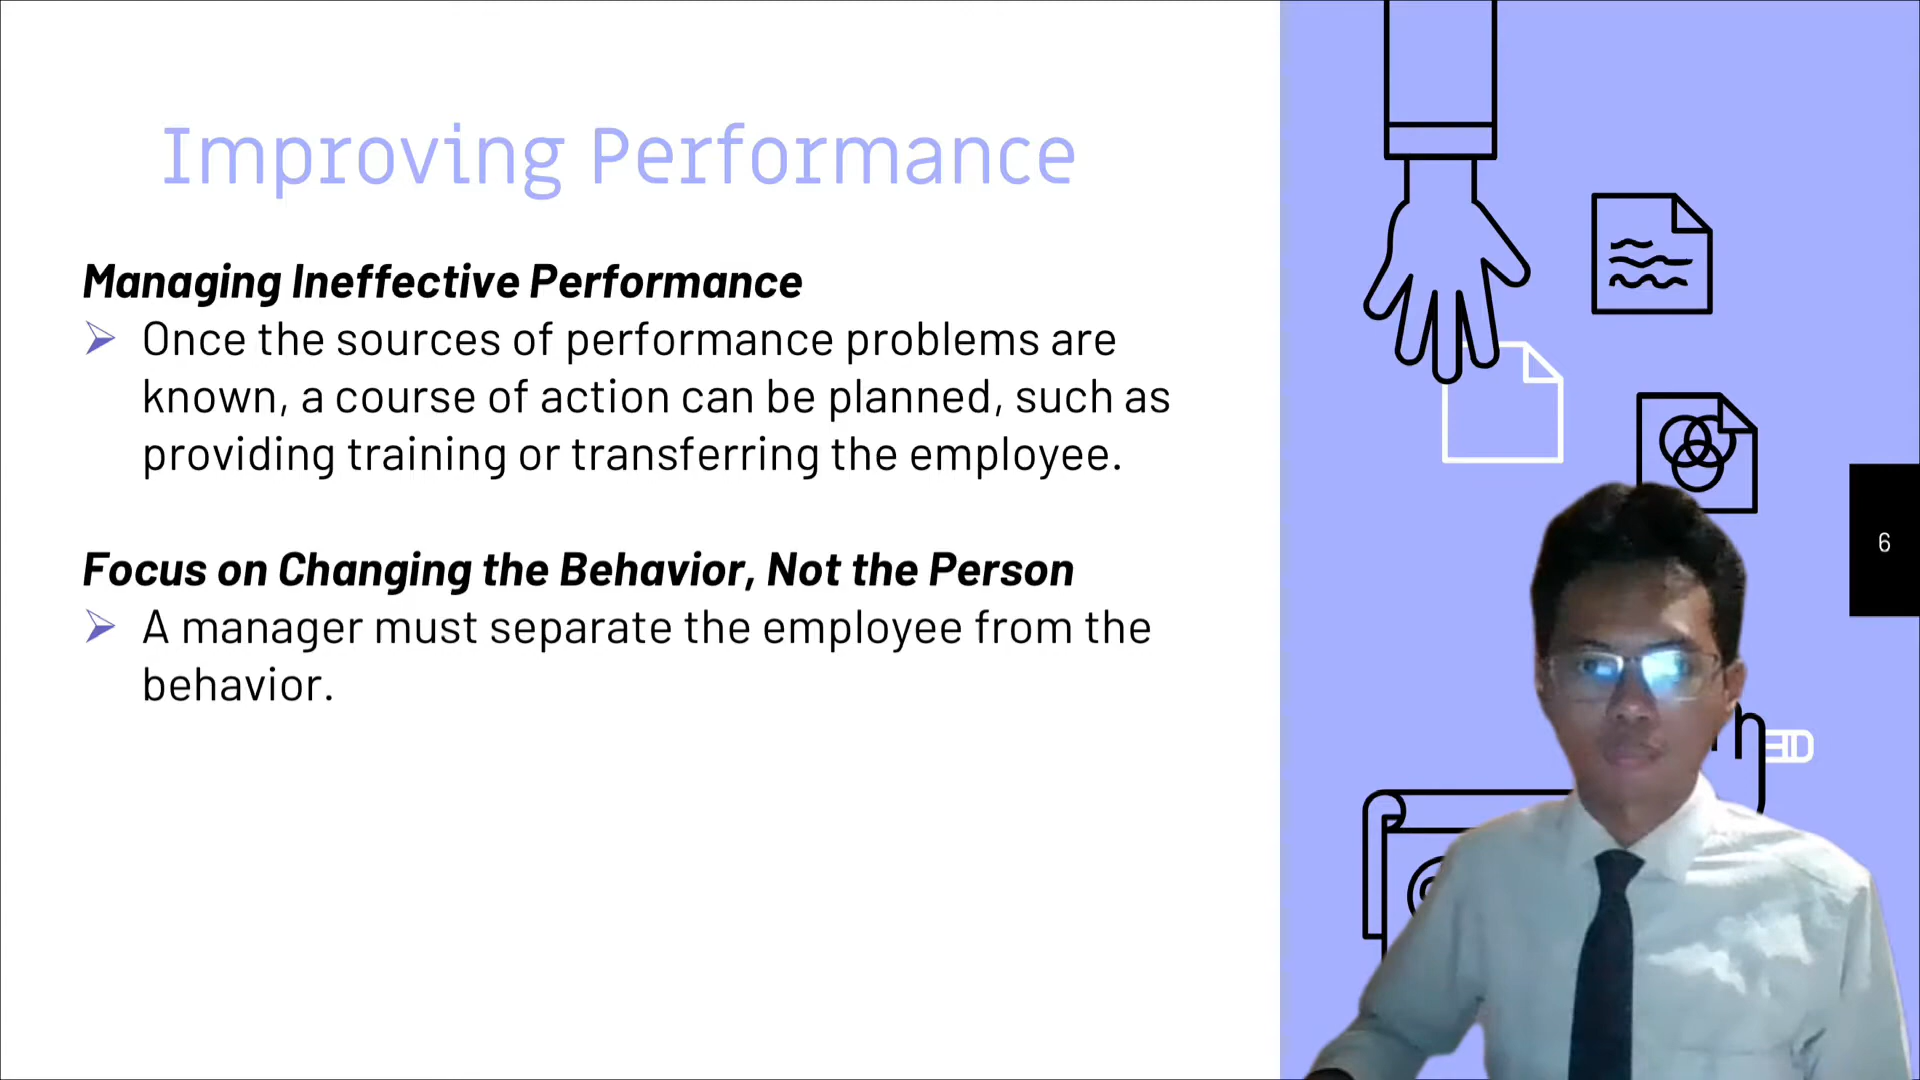 Improving Performance
Managing Ineffective Performance
Once the sources of performance problems are
known, a course of action can be planned, such as
providing training or transferring the employee.
Focus on Changing the Behavior, Not the Person
A manager must separate the employee from the
behavior.
6